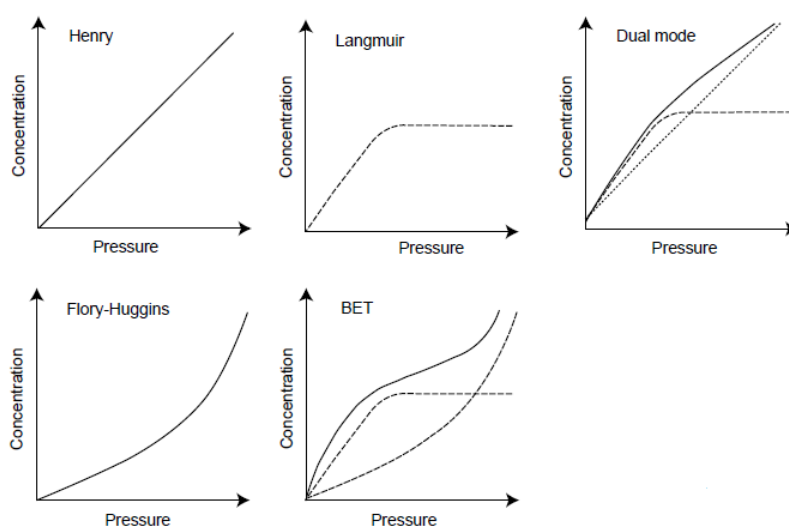 Henry
Concentration
Pressure
Langmuir
Concentration
Pressure
Dual mode
Concentration
Pressure
Flory-Huggins
Concentration
Pressure
BET
Concentration
Pressure